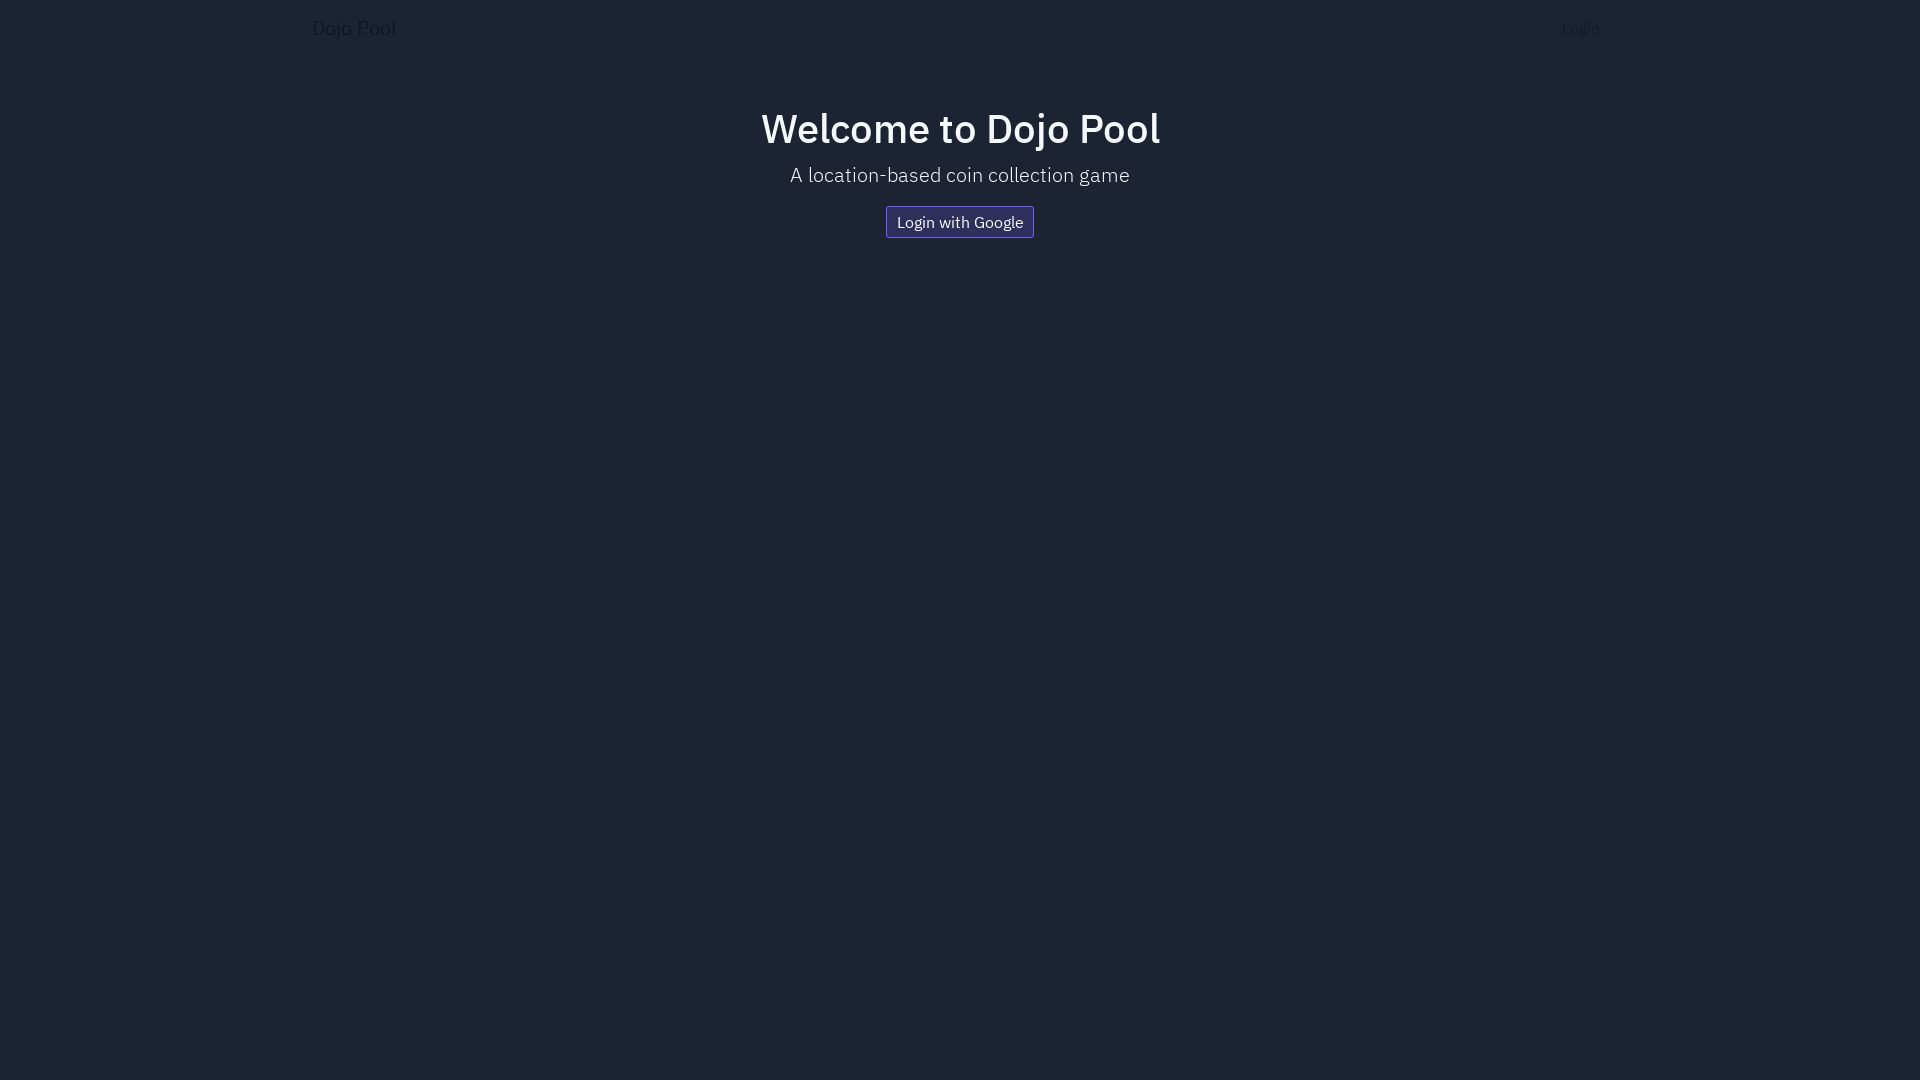 Dojo Pool
Login
Welcome to Dojo Pool
A location-based coin collection game
Login with Google